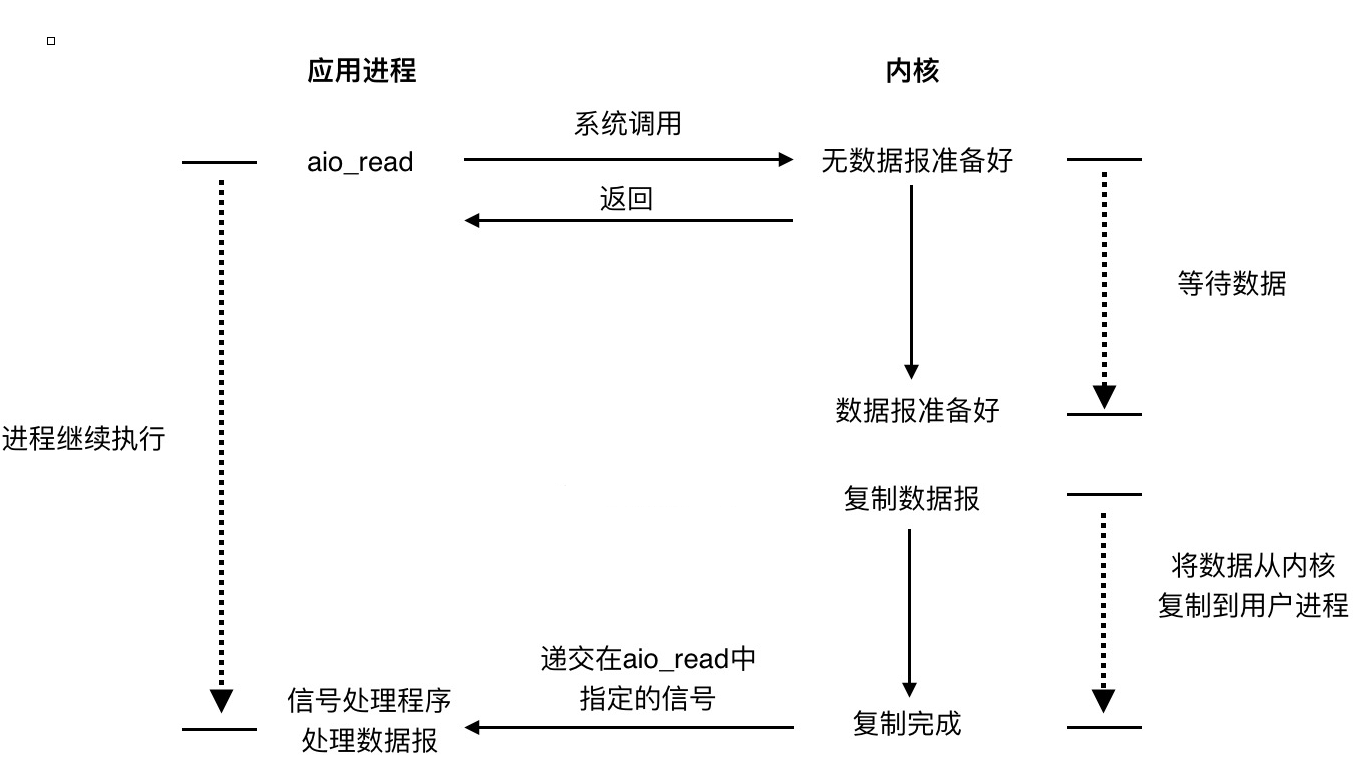 应用进程
内核
系统调用
aio_read
无数据报准备好
返回
等待数据
数据报准备好
进程继续执行
复制数据报
将数据从内核
复制到用户进程
递交在aio_read中
指定的信号
信号处理程序
处理数据报
复制完成